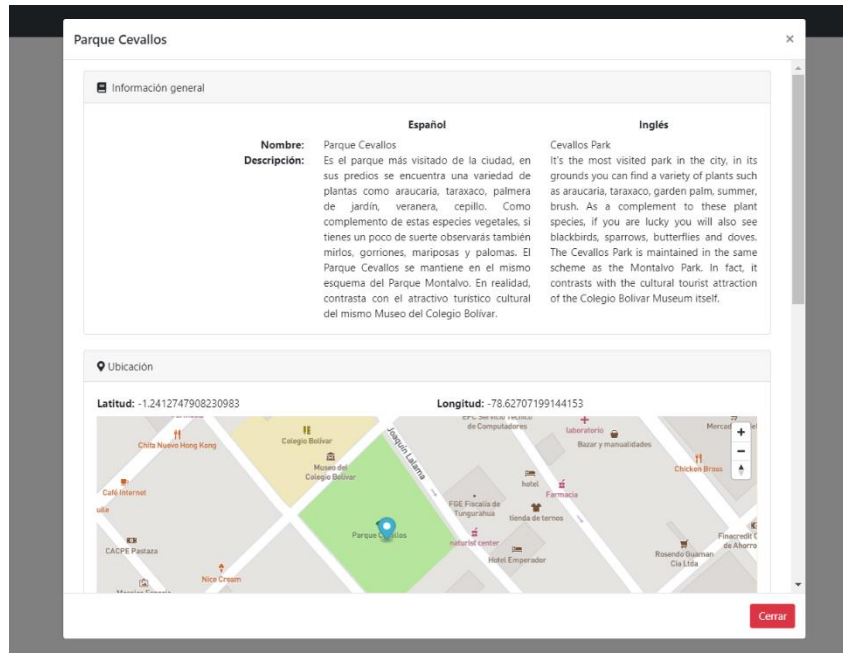 Parque Cevallos
×
Información general
Español
Inglés
Nombre:
Parque Cevallos
Cevallos Park
Descripción:
Es el parque más visitado de la ciudad, en
sus predios se encuentra una variedad de
plantas como araucaria, taraxaco, palmera
de jardín, veranera, cepillo. Como
complemento de estas especies vegetales, si
tienes un poco de suerte observarás también
mirlos, gorriones, mariposas y palomas. El
Parque Cevallos se mantiene en el mismo
esquema del Parque Montalvo. En realidad,
contrasta con el atractivo turístico cultural
del mismo Museo del Colegio Bolívar.
It's the most visited park in the city, in its
grounds you can find a variety of plants such
as araucaria, taraxaco, garden palm, summer,
brush. As a complement to these plant
species, if you are lucky you will also see
blackbirds, sparrows, butterflies and doves.
The Cevallos Park is maintained in the same
scheme as the Montalvo Park. In fact, it
contrasts with the cultural tourist attraction
of the Colegio Bolivar Museum itself.
Ubicación
Latitud: -1.2412747908230983
Longitud: -78.62707199144153
Chifa Nuevo Hong Kong
Colegio Bolívar
Museo del
Colegio Bolívar
Joaquín Lalama
de Computadores
laboratorio
Bazar y manualidades
+
−
Chicken Bross
Café Internet
hotel
Farmacia
FGE Fiscalía de
Tungurahua
tienda de ternos
Parque
naturist center
Hotel Emperador
CACPE Pastaza
Nice Cream
Rosendo Guaman
Cia Ltda
Finacredit
de Ahorro
Cerrar